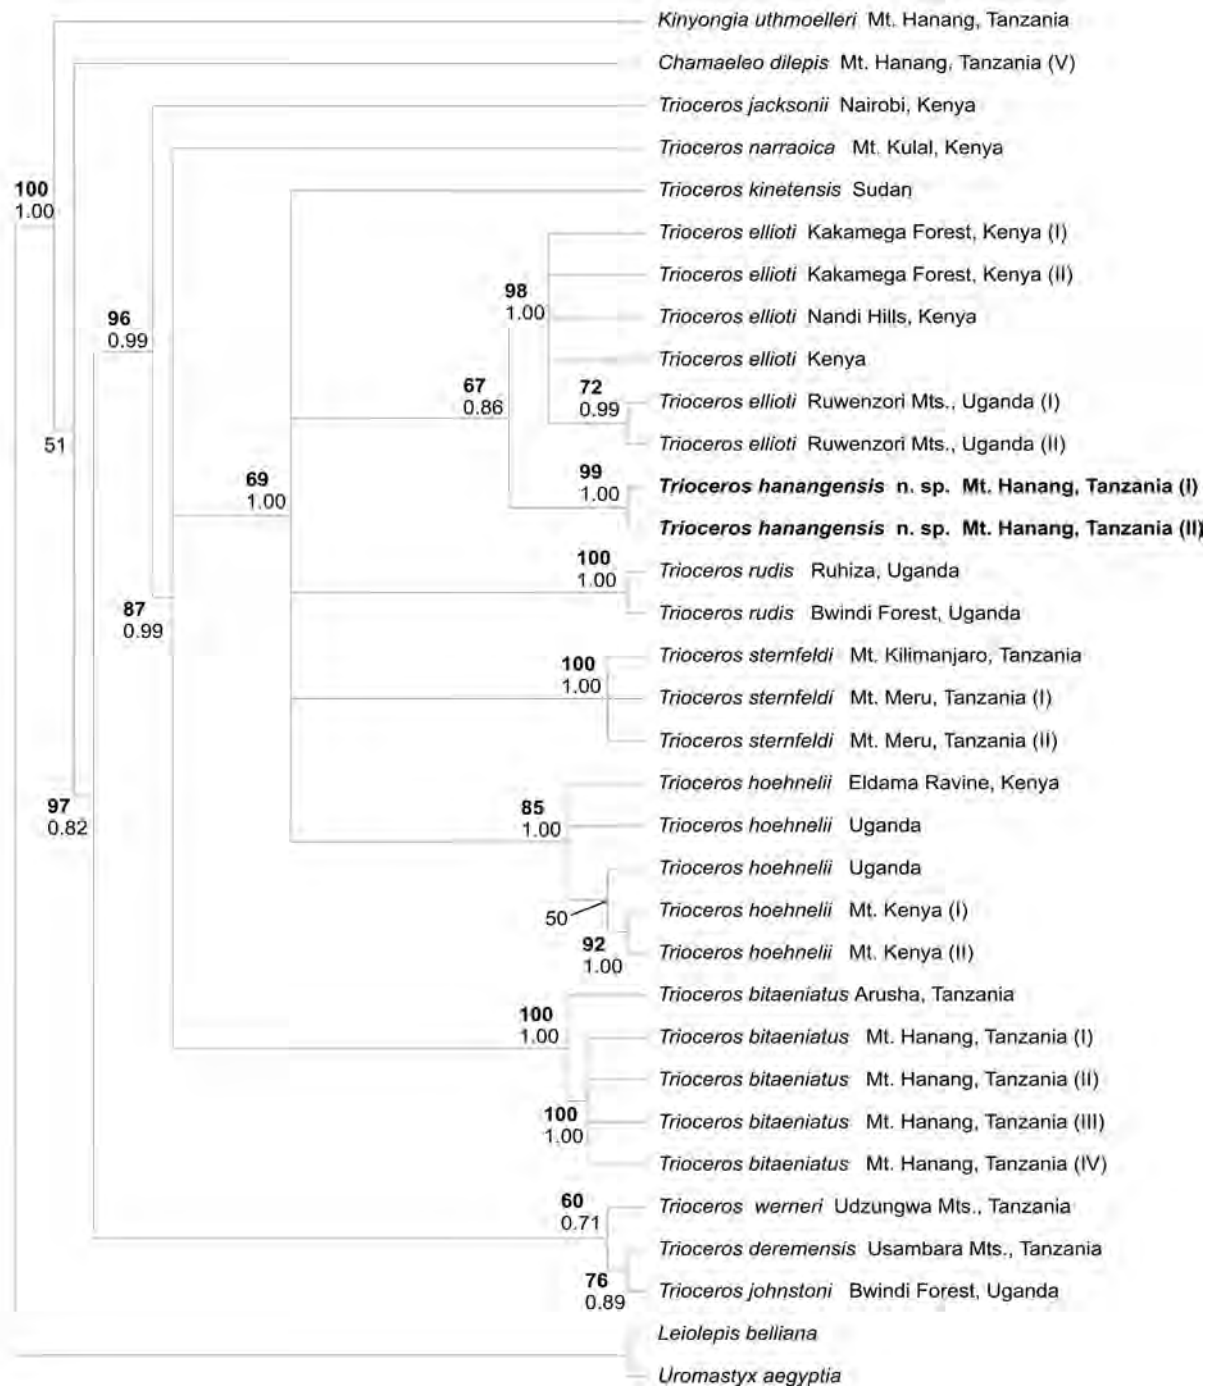 Kinyongia uthmoelleri Mt. Hanang, Tanzania
Chamaeleo dilepis Mt. Hanang, Tanzania (V)
Trioceros jacksonii Nairobi, Kenya
Trioceros narraoica Mt. Kulal, Kenya
100
1.00
Trioceros kinetensis Sudan
Trioceros ellioti Kakamega Forest, Kenya (I)
Trioceros ellioti Kakamega Forest, Kenya (II)
98
1.00
Trioceros ellioti Nandi Hills, Kenya
96
0.99
Trioceros ellioti Kenya
67
0.86
72
0.99
Trioceros ellioti Ruwenzori Mts., Uganda (I)
51
Trioceros ellioti Ruwenzori Mts., Uganda (II)
69
1.00
99
1.00
Trioceros hanangensis n. sp. Mt. Hanang, Tanzania (I)
Trioceros hanangensis n. sp. Mt. Hanang, Tanzania (II)
100
1.00
Trioceros rudis Ruhiza, Uganda
87
0.99
Trioceros rudis Bwindi Forest, Uganda
Trioceros sternfeldi Mt. Kilimanjaro, Tanzania
100
1.00
Trioceros sternfeldi Mt. Meru, Tanzania (I)
Trioceros sternfeldi Mt. Meru, Tanzania (II)
Trioceros hoehnelii Eldama Ravine, Kenya
97
0.82
85
1.00
Trioceros hoehnelii Uganda
Trioceros hoehnelii Uganda
50
Trioceros hoehnelii Mt. Kenya (I)
92
1.00
Trioceros hoehnelii Mt. Kenya (II)
Trioceros bitaeniatus Arusha, Tanzania
100
1.00
Trioceros bitaeniatus Mt. Hanang, Tanzania (I)
Trioceros bitaeniatus Mt. Hanang, Tanzania (II)
100
1.00
Trioceros bitaeniatus Mt. Hanang, Tanzania (III)
Trioceros bitaeniatus Mt. Hanang, Tanzania (IV)
60
0.71
Trioceros werneri Udzungwa Mts., Tanzania
Trioceros deremensis Usambara Mts., Tanzania
76
0.89
Trioceros johnstoni Bwindi Forest, Uganda
Leiolepis belliana
Uromastyx aegyptia